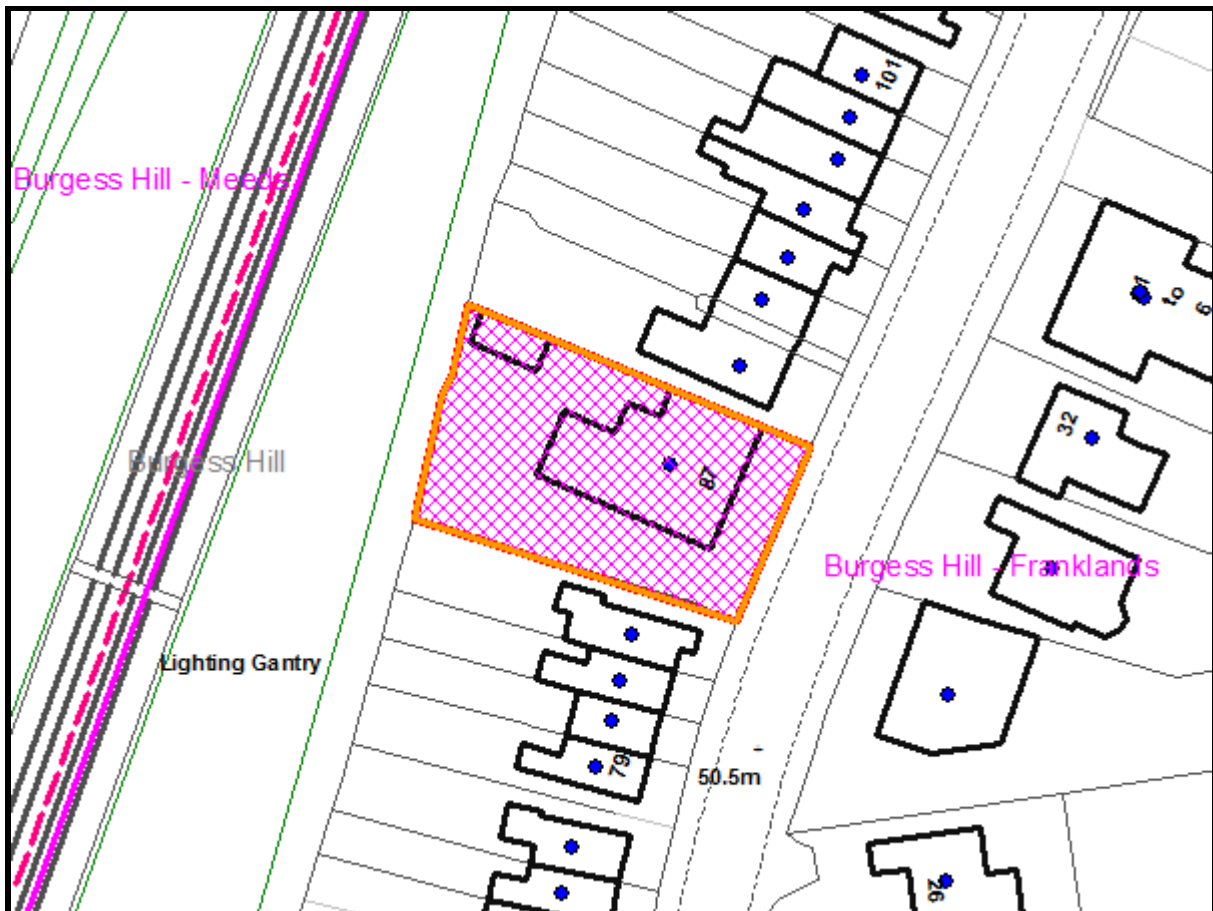 101
Burgess Hill - Meeds
1 to 6
32
Burgess Hill
87
Burgess Hill - Franklands
Lighting Gantry
79
50.5m
26